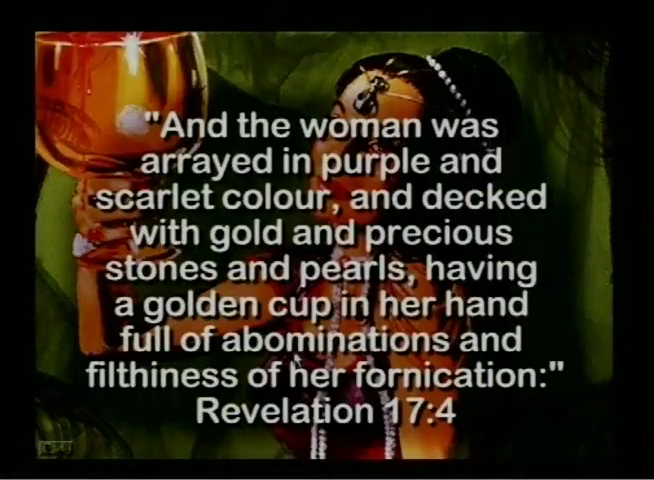 "And the woman was
arrayed in purple and
scarlet colour, and decked
with gold and precious
stones and pearls, having
a golden cup in her hand
full of abominations and
filthiness of her fornication:"
Revelation 17:4